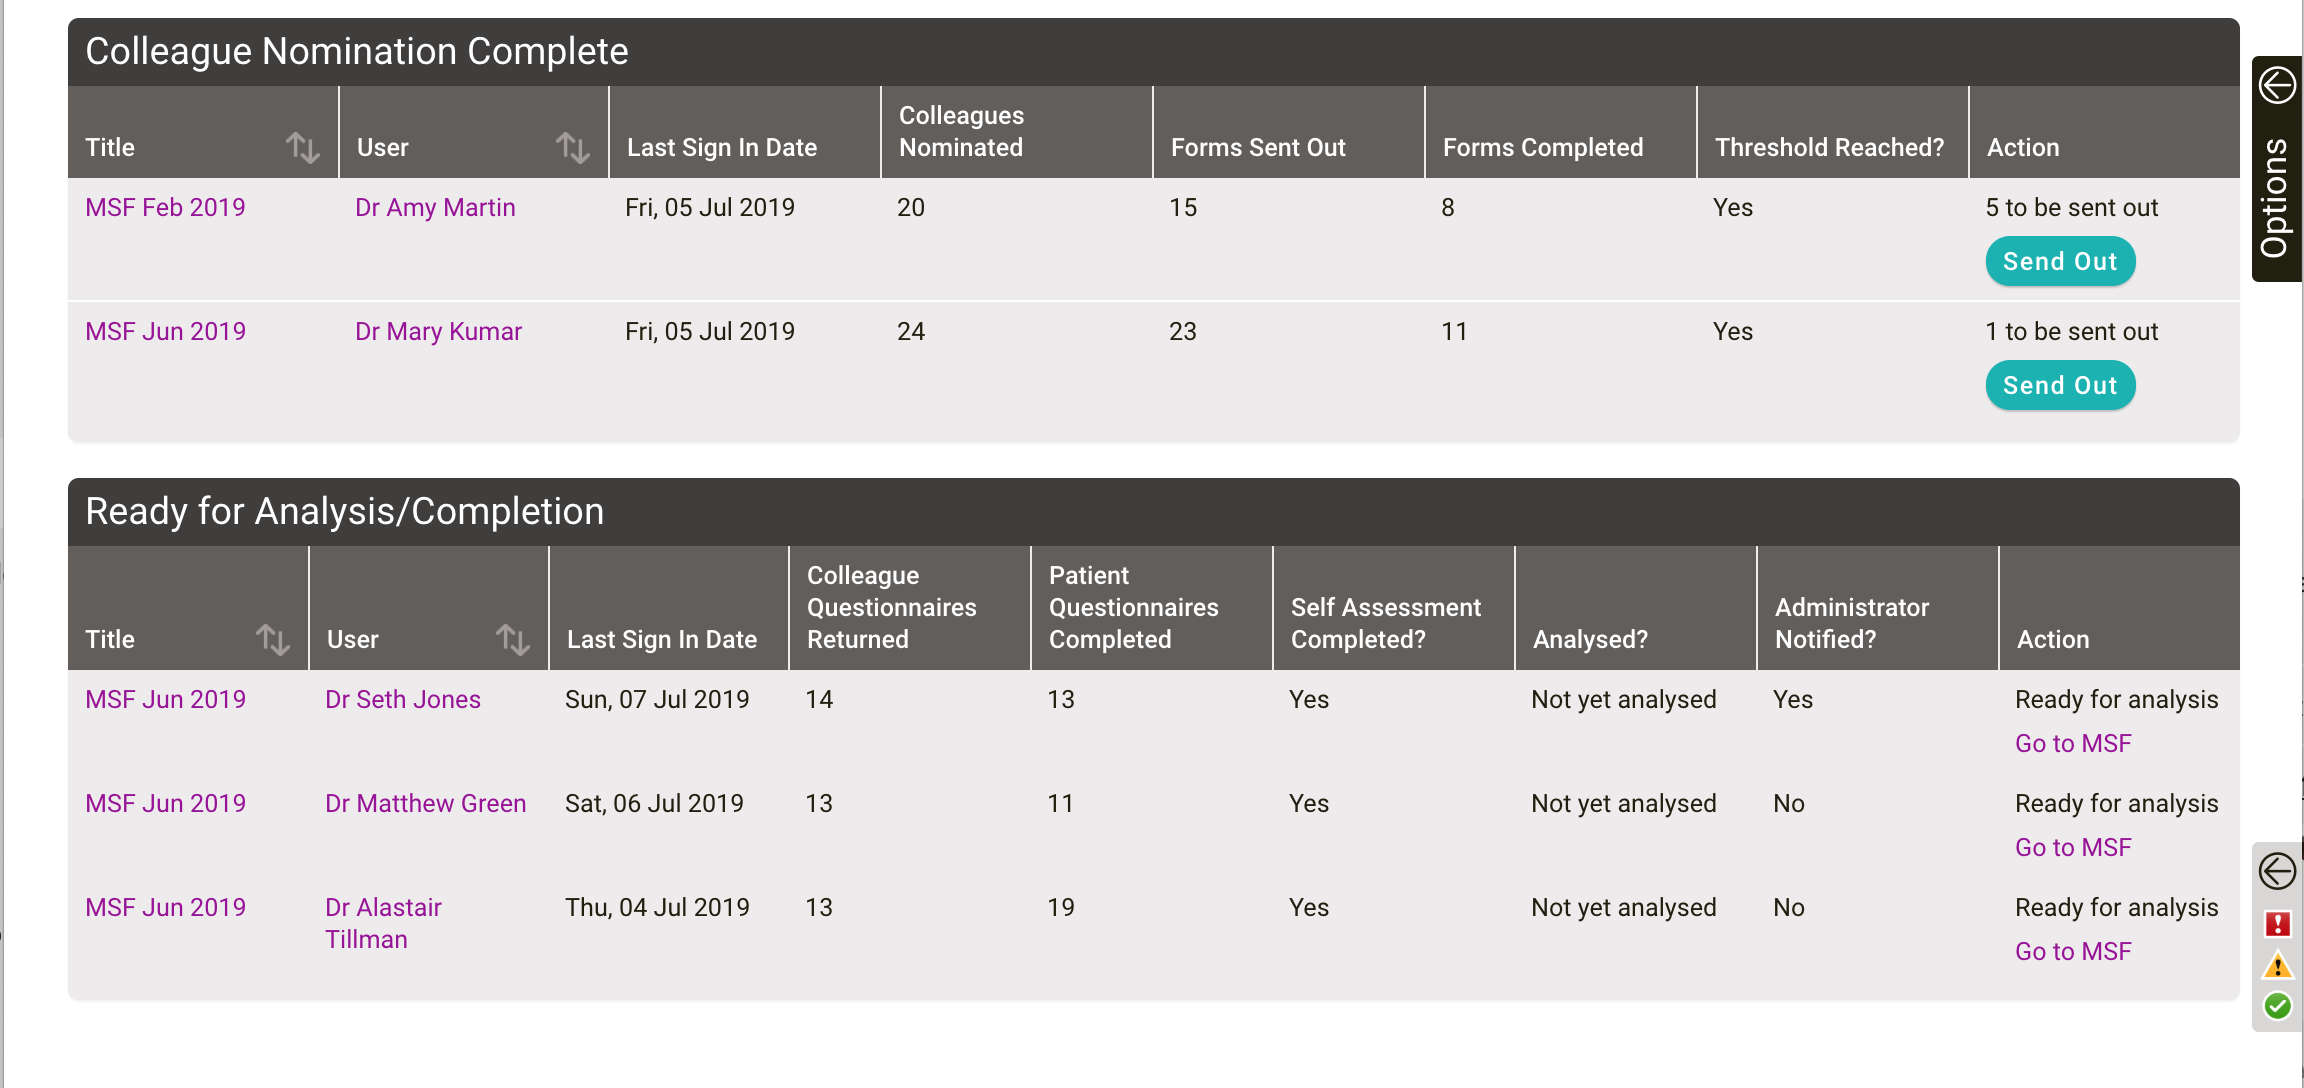 Colleague Nomination Complete
Title User Last Sign In Date Colleagues Nominated Forms Sent Out Forms Completed Threshold Reached? Action
MSF Feb 2019 Dr Amy Martin Fri, 05 Jul 2019 20 15 8 Yes 5 to be sent out
Send Out
MSF Jun 2019 Dr Mary Kumar Fri, 05 Jul 2019 24 23 11 Yes 1 to be sent out
Send Out
Ready for Analysis/Completion
Title User Last Sign In Date Colleague Questionnaires Returned Patient Questionnaires Completed Self Assessment Completed? Analysed? Administrator Notified? Action
MSF Jun 2019 Dr Seth Jones Sun, 07 Jul 2019 14 13 Yes Not yet analysed Yes Ready for analysis
Go to MSF
MSF Jun 2019 Dr Matthew Green Sat, 06 Jul 2019 13 11 Yes Not yet analysed No Ready for analysis
Go to MSF
MSF Jun 2019 Dr Alastair Tillman Thu, 04 Jul 2019 13 19 Yes Not yet analysed No Ready for analysis
Go to MSF
Options